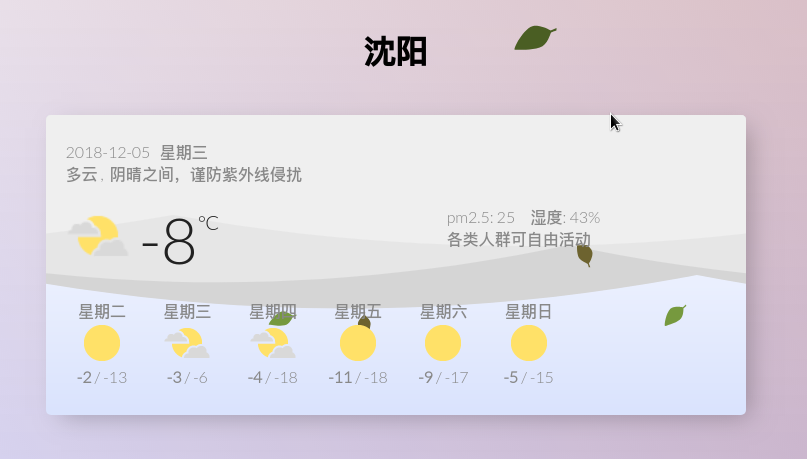 沈阳
2018-12-05 星期三
多云 . 阴晴之间，谨防紫外线侵扰
-8℃
pm2.5: 25 湿度: 43%
各类人群可自由活动
星期二 星期三 星期四 星期五 星期六 星期日
-2 / -13 -3 / -6 -4 / -18 -11 / -18 -9 / -17 -5 / -15